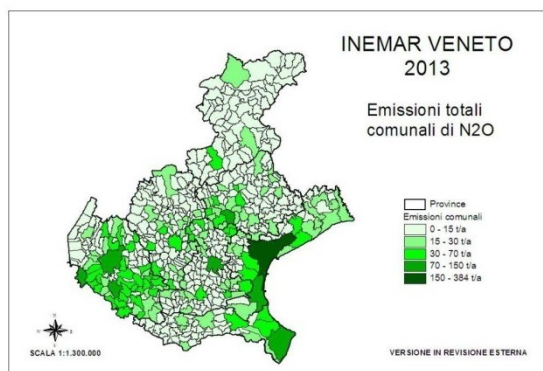 INEMAR VENETO
2013
Emissioni totali
comunali di N2O
Province
Emissioni comunali
0 - 15 t/a
15 - 30 t/a
30 - 70 t/a
70 - 150 t/a
150 - 384 t/a
SCALA 1:1.300.000
VERSIONE IN REVISIONE ESTERNA